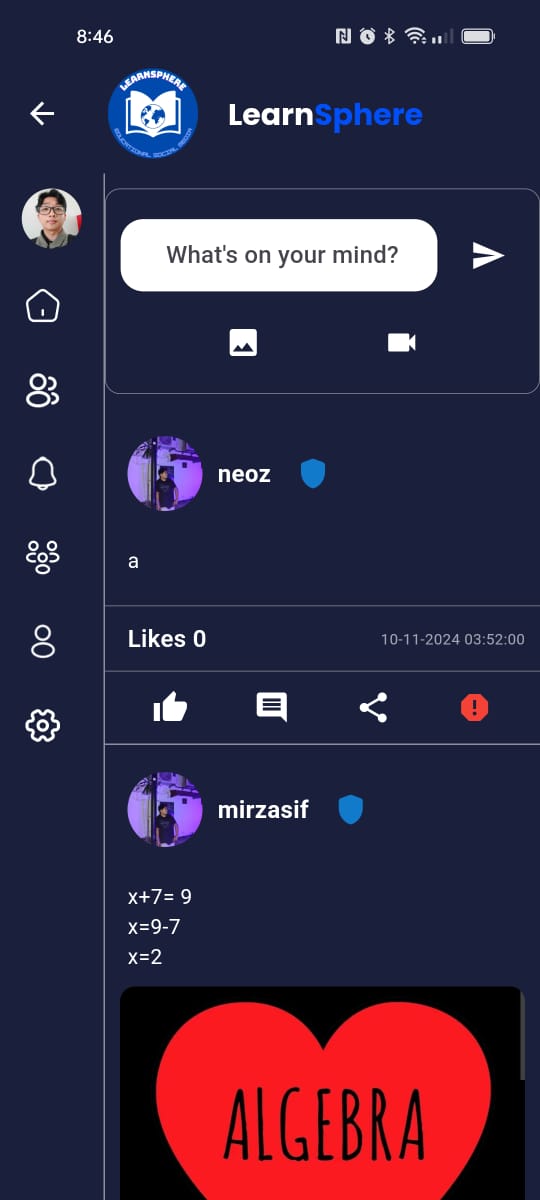 8:46
LEARNSPHERE
EDUCATIONAL SOCIAL MEDIA
LearnSphere
What's on your mind?
neoz
a
Likes 0
10-11-2024 03:52:00
mirzasif
x+7= 9
x=9-7
x=2
ALGEBRA